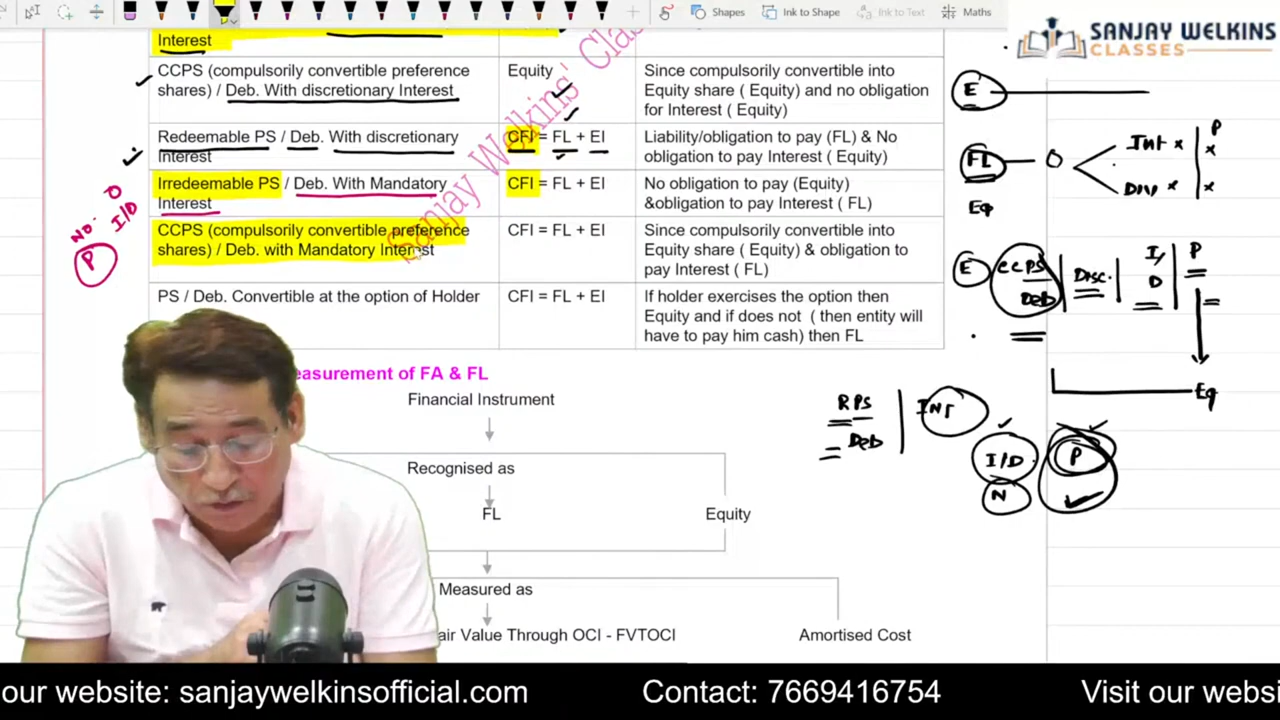 Shapes
Ink to Shape
Ink to Text
Maths
SANJAY WELKINS
CLASSES
Interest
CCPS (compulsorily convertible preference
shares) / Deb. With discretionary Interest
Equity
Since compulsorily convertible into
Equity share ( Equity) and no obligation
for Interest ( Equity)
Redeemable PS / Deb. With discretionary
Interest
CFI = FL + EI
Liability/obligation to pay (FL) & No
obligation to pay Interest ( Equity)
Irredeemable PS / Deb. With Mandatory
Interest
CFI = FL + EI
No obligation to pay (Equity)
&obligation to pay Interest ( FL)
CCPS (compulsorily convertible preference
shares) / Deb. with Mandatory Interest
CFI = FL + EI
Since compulsorily convertible into
Equity share ( Equity) & obligation to
pay Interest ( FL)
PS / Deb. Convertible at the option of Holder
CFI = FL + EI
If holder exercises the option then
Equity and if does not ( then entity will
have to pay him cash) then FL
Sanjay Welkins' Clas
No. O
I/D
P
E
FL O
Int x P
x
Div x x
Eq
E CCPS Disc. I/ P
Deb D
Eq
RPS INT
Deb
I/D P
N
easurement of FA & FL
Financial Instrument
Recognised as
FL
Equity
Measured as
air Value Through OCI - FVTOCI
Amortised Cost
our website: sanjaywelkinsofficial.com
Contact: 7669416754
Visit our websi